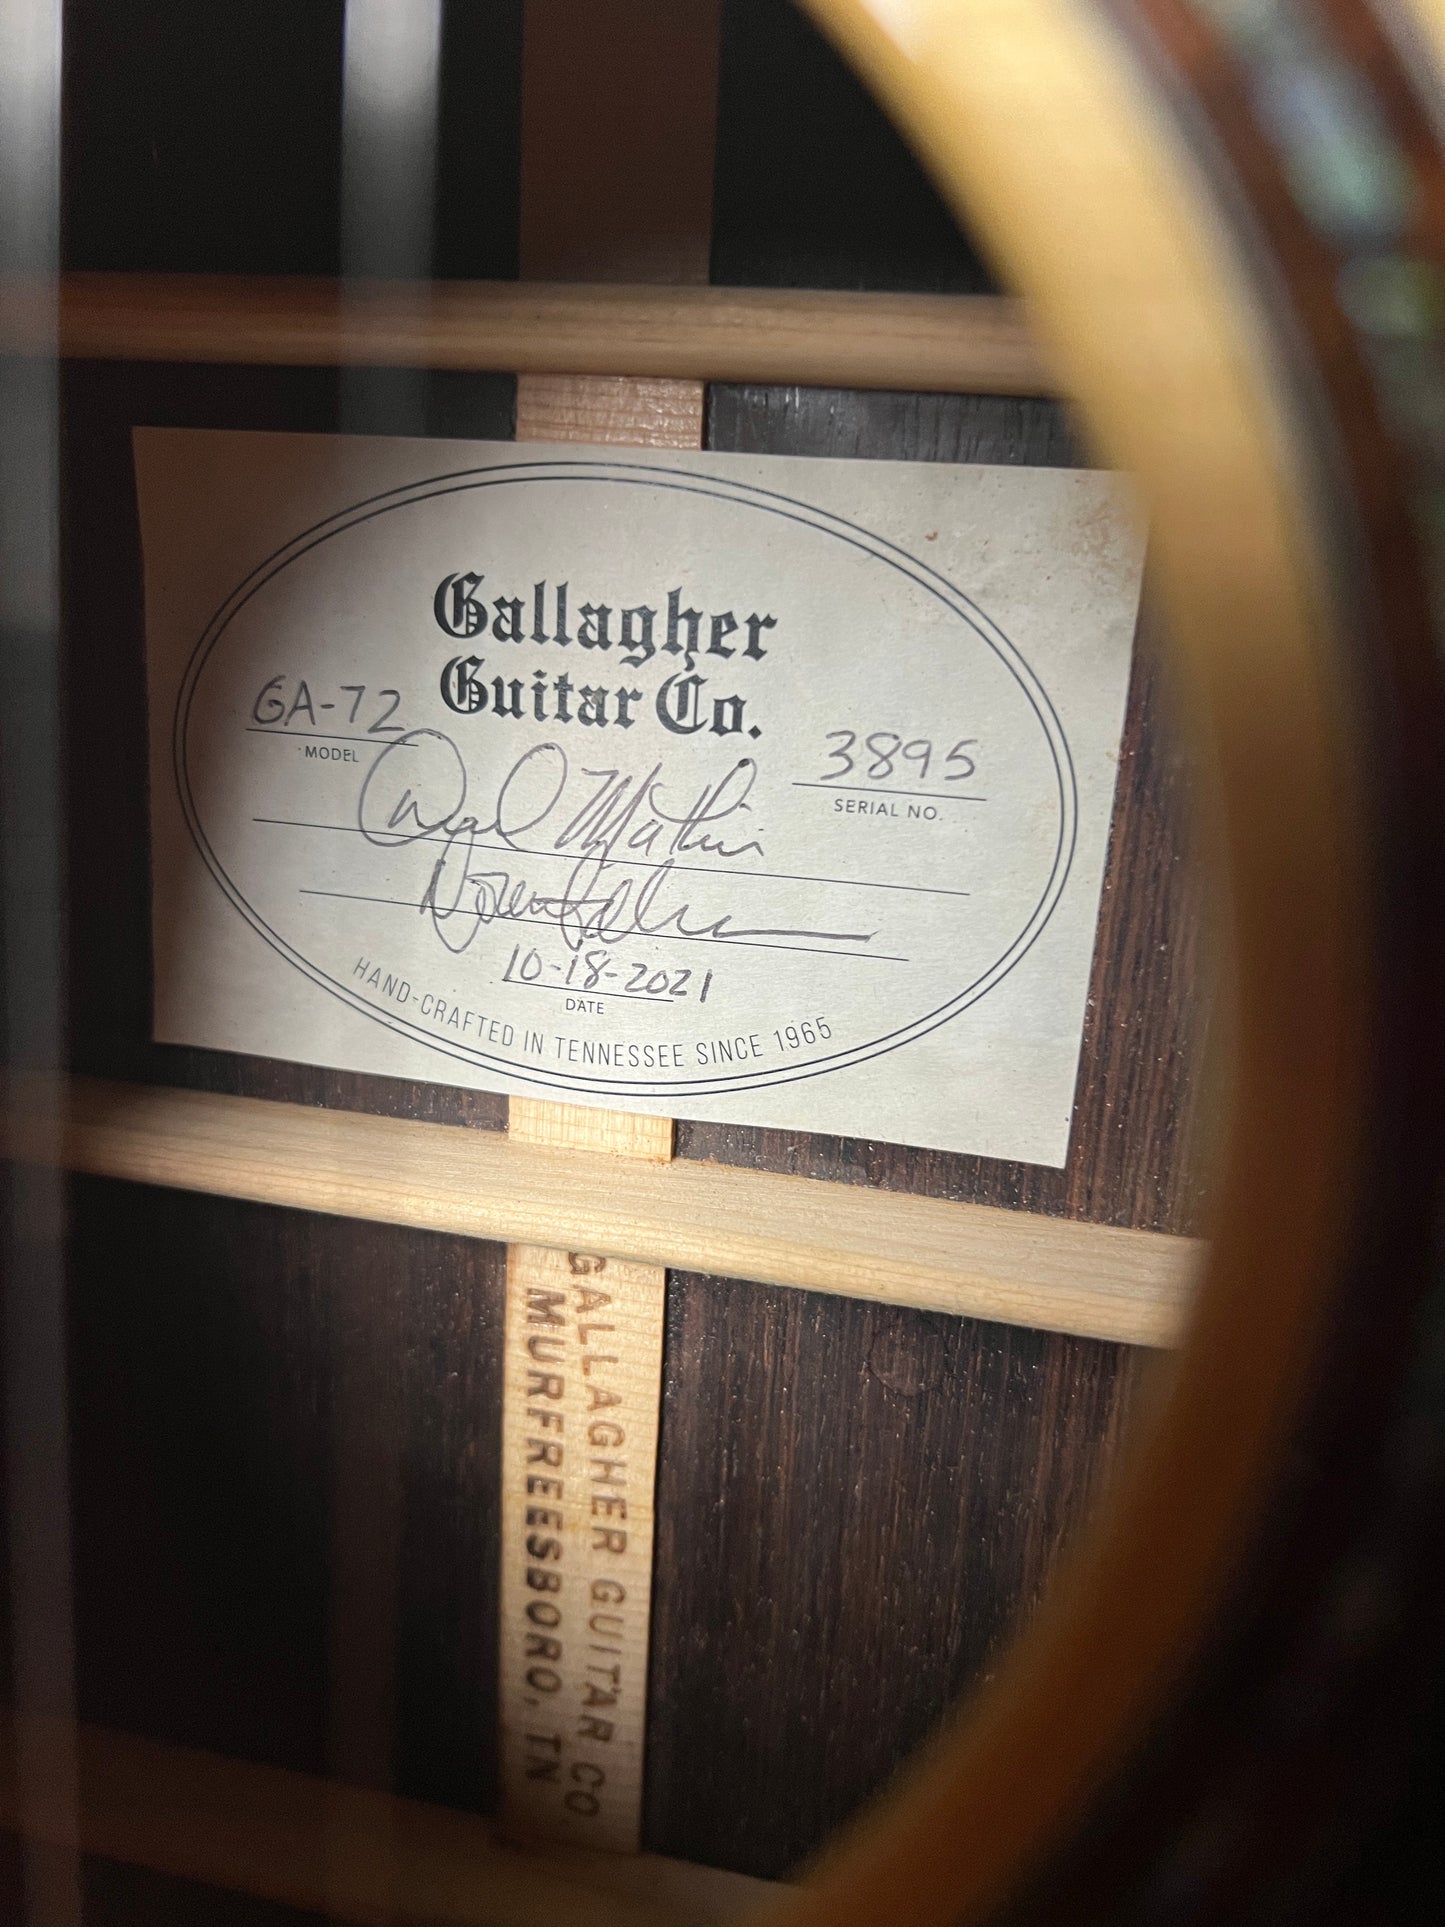 Gallagher
Guitar Co.
GA-72
MODEL
3895
SERIAL NO.
10-18-2021
DATE
HAND-CRAFTED IN TENNESSEE SINCE 1965
GALLAGHER GUITAR CO.
MURFREESBORO, TN